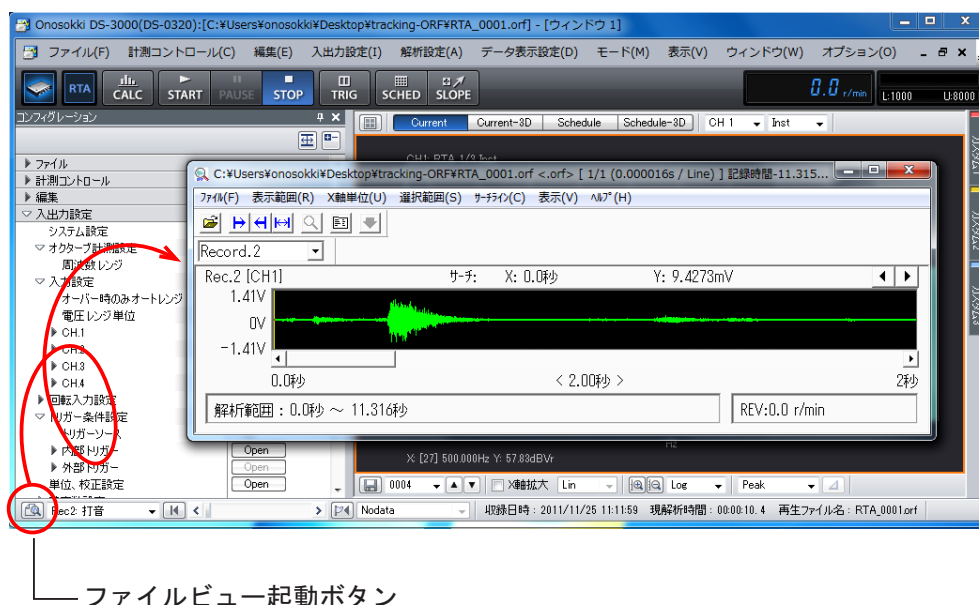 Onosokki DS-3000(DS-0320):[C:¥Users¥onosokki¥Desktop¥tracking-ORF¥RTA_0001.orf] - [ウィンドウ 1]
ファイル(F) 計測コントロール(C) 編集(E) 入出力設定(I) 解析設定(A) データ表示設定(D) モード(M) 表示(V) ウィンドウ(W) オプション(O)
RTA CALC START PAUSE STOP TRIG SCHED SLOPE 0.0 r/min L:1000 U:8000
コンフィグレーション
Current Current-3D Schedule Schedule-3D CH 1 Inst
CH1: RTA 1/3 Inst
ファイル
計測コントロール
編集
入出力設定
システム設定
オクターブ計測設定
周波数レンジ
入力設定
オーバー時のみオートレンジ
電圧レンジ単位
CH.1
CH.2
CH.3
CH.4
回転入力設定
トリガー条件設定
トリガーソース
内部トリガー Open
外部トリガー Open
単位、校正設定 Open
C:¥Users¥onosokki¥Desktop¥tracking-ORF¥RTA_0001.orf <.orf> [ 1/1 (0.000016s / Line) ] 記録時間-11.315...
ファイル(F) 表示範囲(R) X軸単位(U) 選択範囲(S) サーチライン(C) 表示(V) ヘルプ(H)
Record.2
Rec.2 [CH1] サーチ: X: 0.0秒 Y: 9.4273mV
1.41V
0V
-1.41V
0.0秒 < 2.00秒 > 2秒
解析範囲 : 0.0秒 ~ 11.316秒 REV:0.0 r/min
Hz
X: [27] 500.000Hz Y: 57.83dBVr
0004 X軸拡大 Lin Log Peak
Rec2: 打音 Nodata 収録日時 : 2011/11/25 11:11:59 現解析時間 : 00:00:10. 4 再生ファイル名 : RTA_0001.orf
ファイルビュー起動ボタン